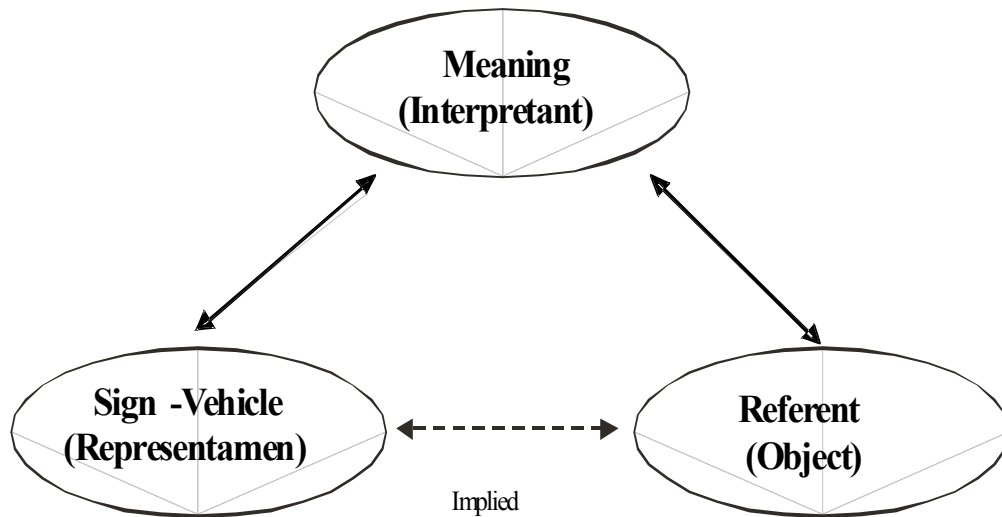 Meaning
(Interpretant)
Sign -Vehicle
(Representamen)
Referent
(Object)
Implied